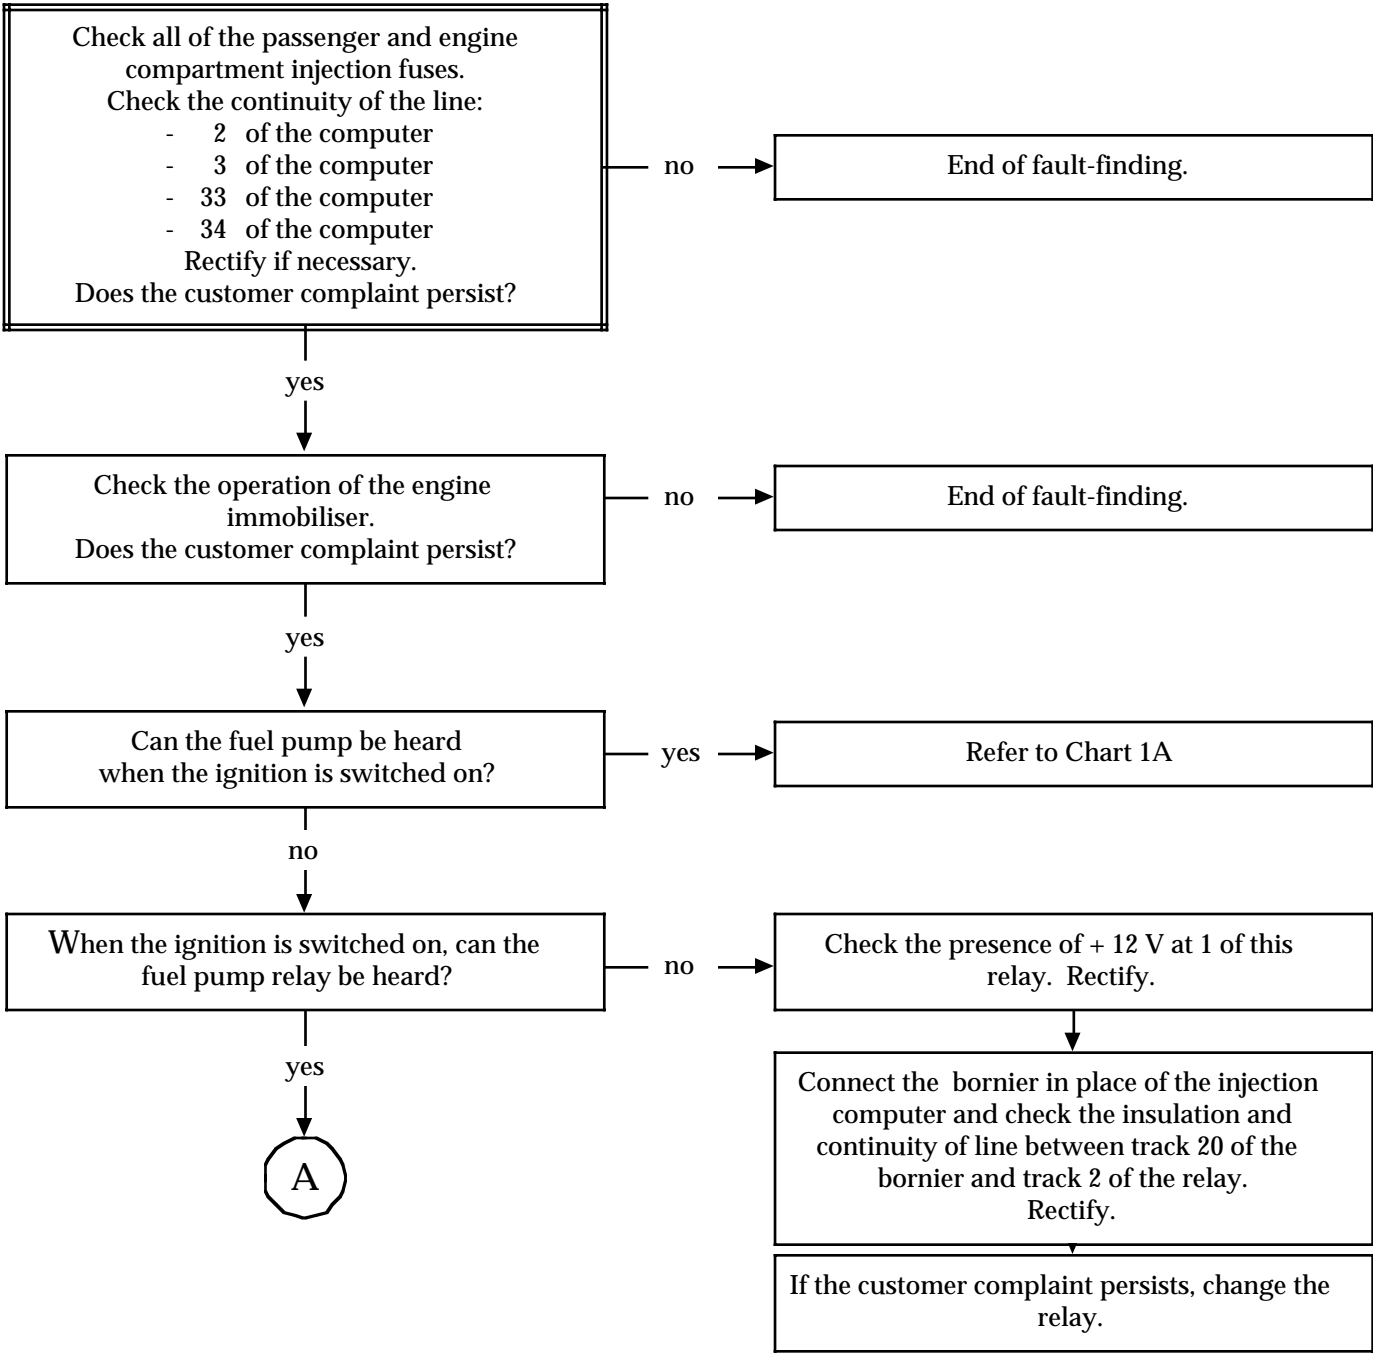 Check all of the passenger and engine
compartment injection fuses.
Check the continuity of the line:
- 2 of the computer
- 3 of the computer
- 33 of the computer
- 34 of the computer
Rectify if necessary.
Does the customer complaint persist?
no
End of fault-finding.
yes
Check the operation of the engine
immobiliser.
Does the customer complaint persist?
no
End of fault-finding.
yes
Can the fuel pump be heard
when the ignition is switched on?
yes
Refer to Chart 1A
no
When the ignition is switched on, can the
fuel pump relay be heard?
no
Check the presence of + 12 V at 1 of this
relay. Rectify.
yes
A
Connect the bornier in place of the injection
computer and check the insulation and
continuity of line between track 20 of the
bornier and track 2 of the relay.
Rectify.
If the customer complaint persists, change the
relay.